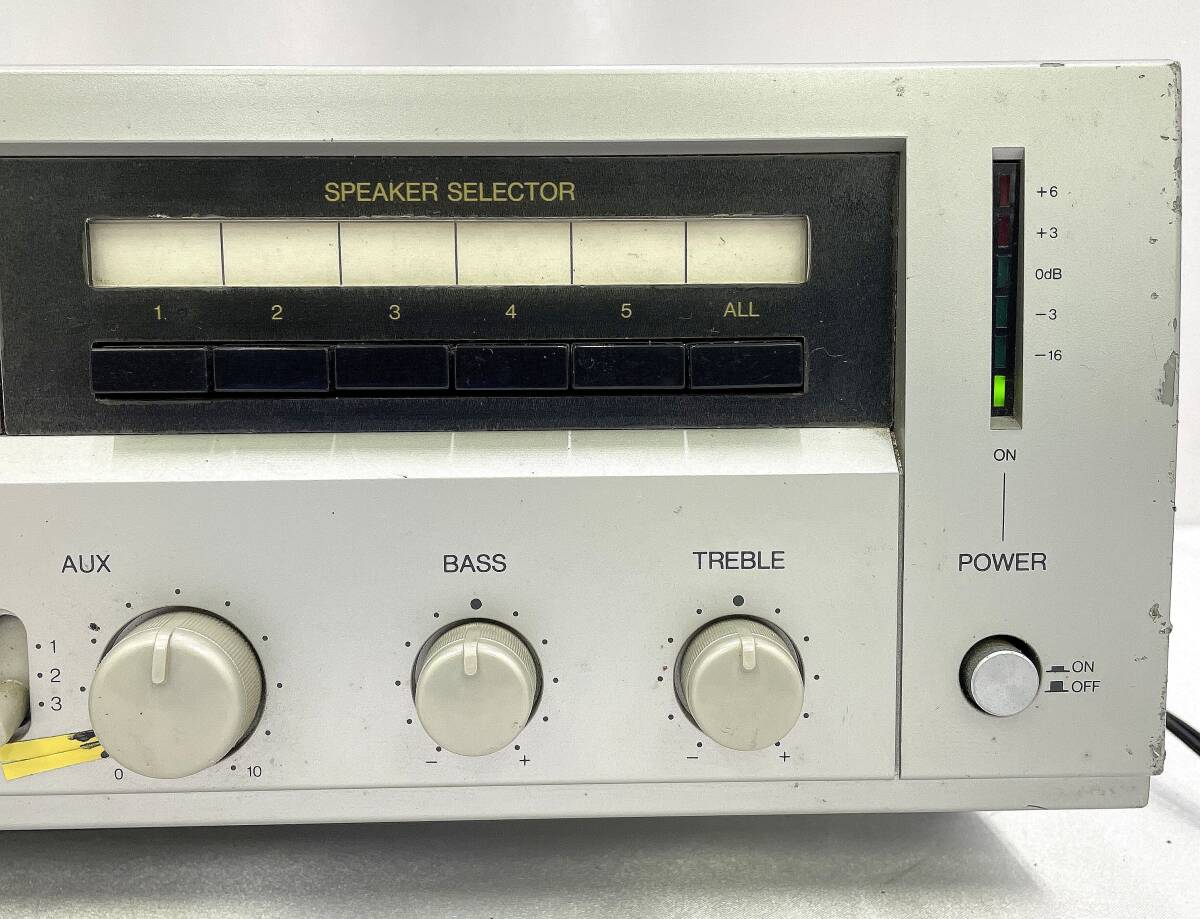 SPEAKER SELECTOR
1 2 3 4 5 ALL
+6
+3
0dB
−3
−16
ON
POWER
ON
OFF
AUX
1
2
3
0 10
BASS
− +
TREBLE
− +